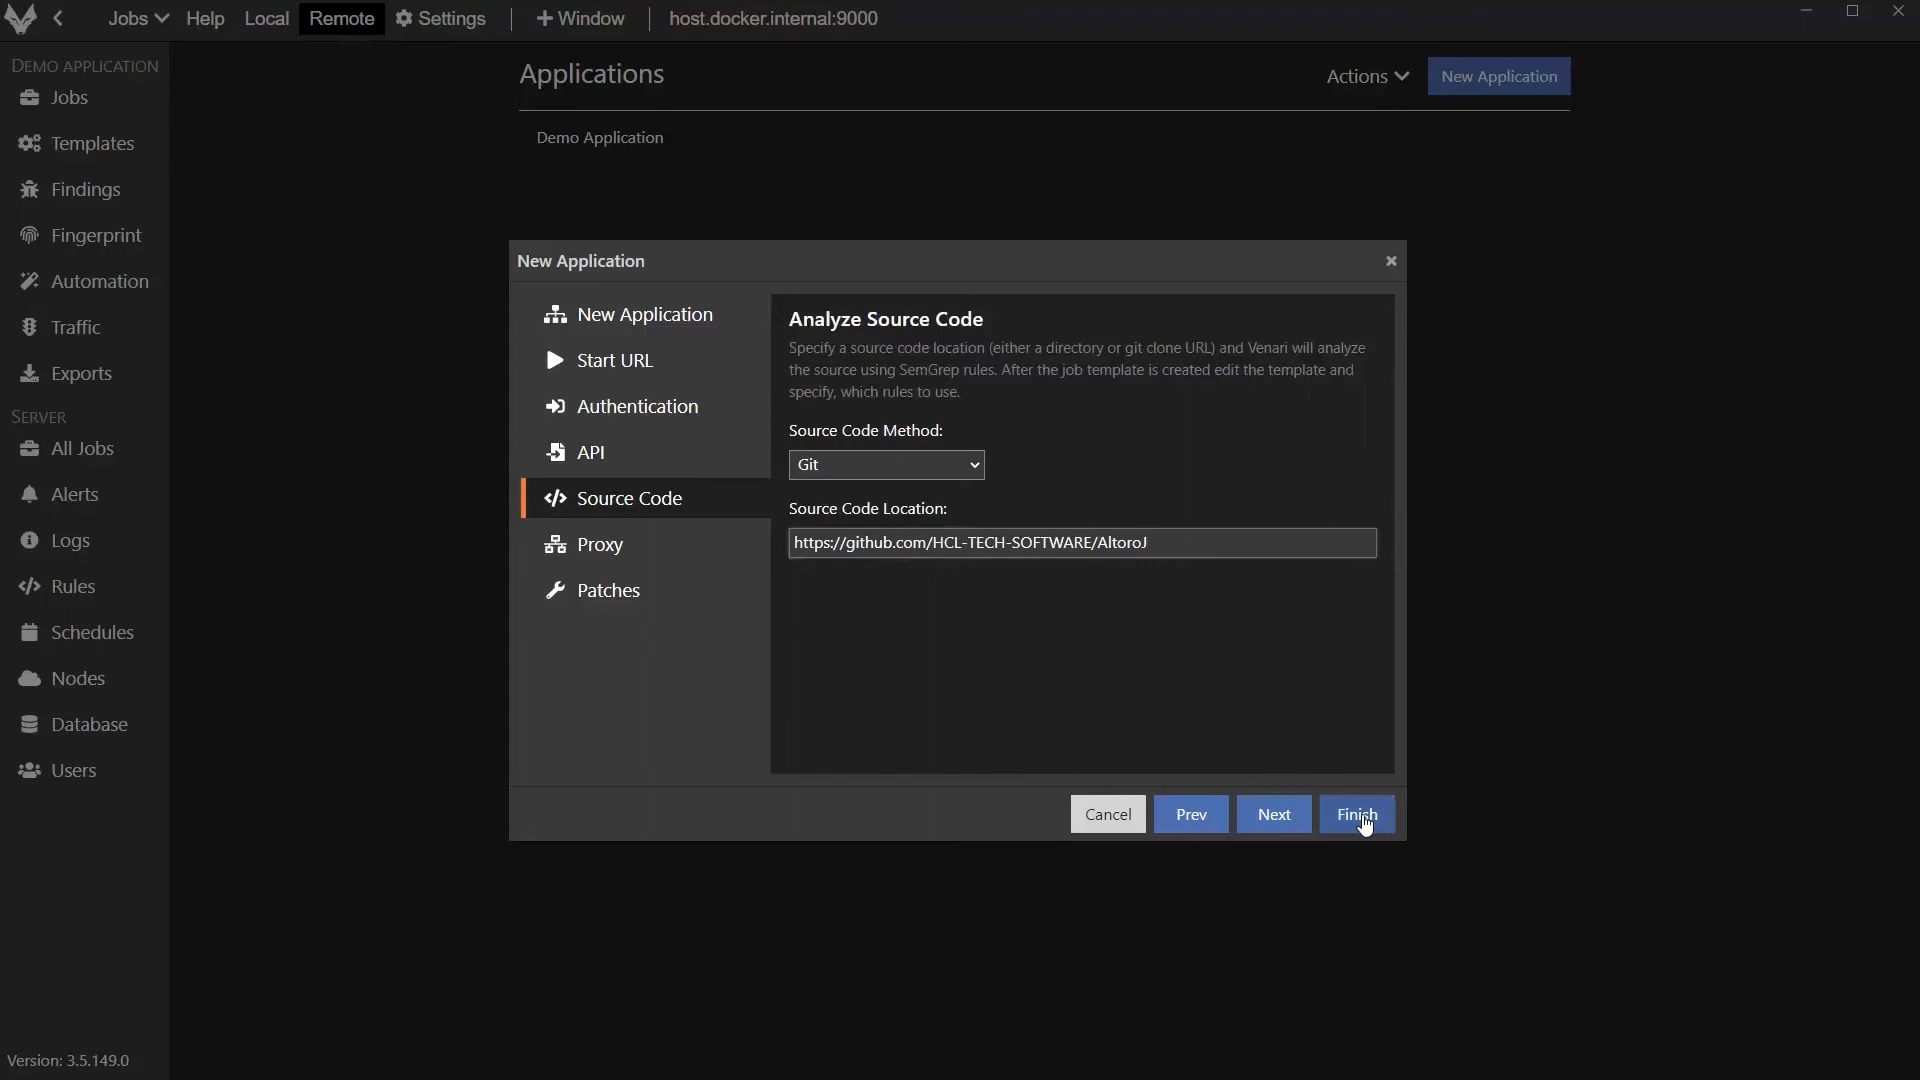 Jobs Help Local Remote Settings + Window host.docker.internal:9000
DEMO APPLICATION
Jobs
Templates
Findings
Fingerprint
Automation
Traffic
Exports
SERVER
All Jobs
Alerts
Logs
Rules
Schedules
Nodes
Database
Users
Version: 3.5.149.0
Applications
Actions
New Application
Demo Application
New Application
New Application
Start URL
Authentication
API
Source Code
Proxy
Patches
Analyze Source Code
Specify a source code location (either a directory or git clone URL) and Venari will analyze
the source using SemGrep rules. After the job template is created edit the template and
specify, which rules to use.
Source Code Method:
Git
Source Code Location:
https://github.com/HCL-TECH-SOFTWARE/AltoroJ
Cancel
Prev
Next
Finish